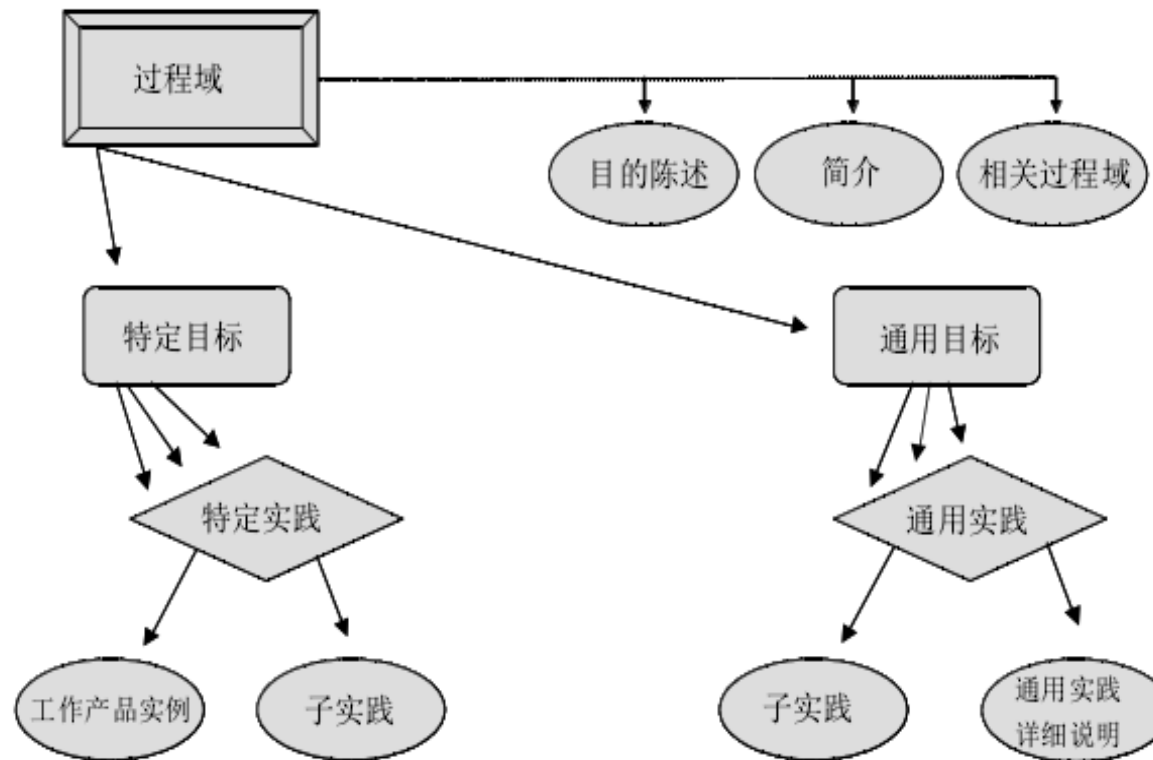 过程域
目的陈述
简介
相关过程域
特定目标
通用目标
特定实践
通用实践
工作产品实例
子实践
子实践
通用实践
详细说明